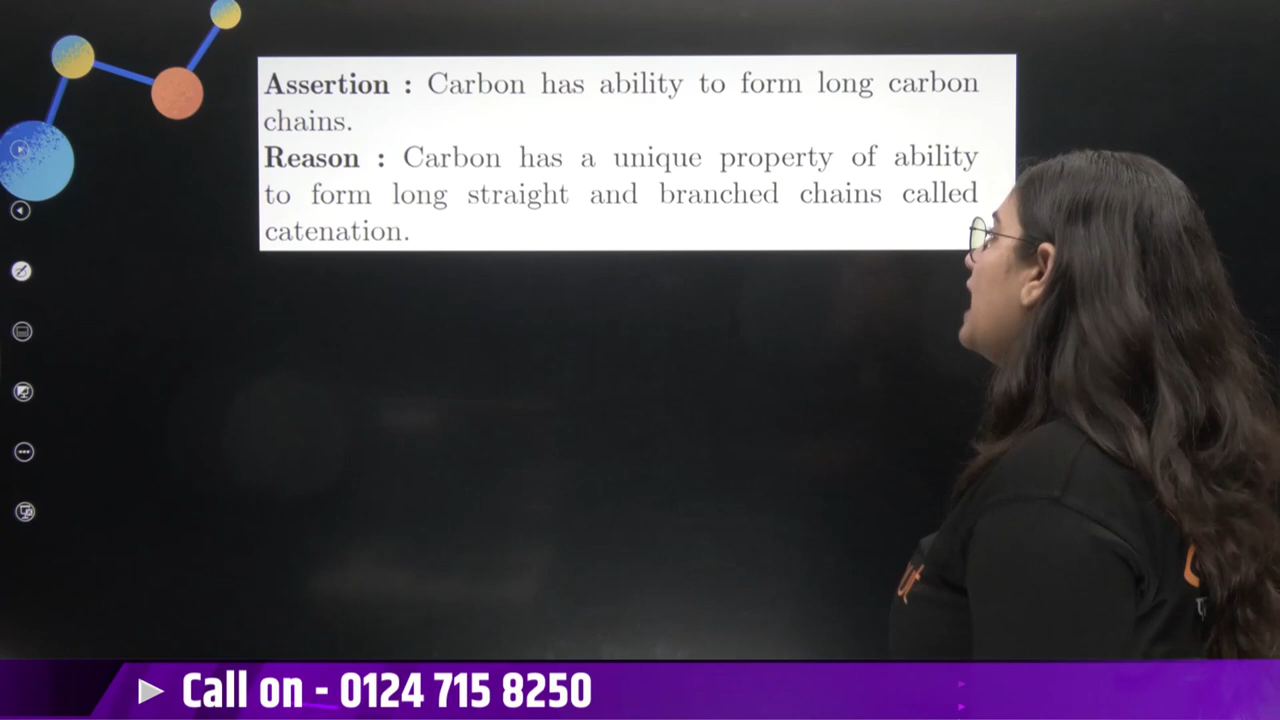 Assertion : Carbon has ability to form long carbon
chains.
Reason : Carbon has a unique property of ability
to form long straight and branched chains called
catenation.
Call on - 0124 715 8250